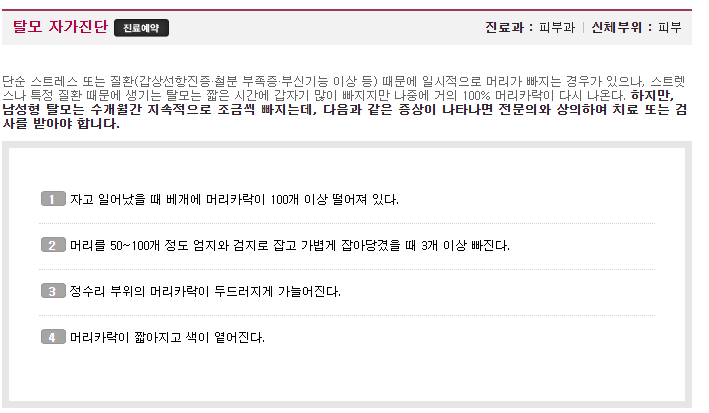 탈모 자가진단 진료예약 진료과 : 피부과 | 신체부위 : 피부
단순 스트레스 또는 질환(갑상선항진증·철분 부족증·부신기능 이상 등) 때문에 일시적으로 머리가 빠지는 경우가 있으나, 스트렛
스나 특정 질환 때문에 생기는 탈모는 짧은 시간에 갑자기 많이 빠지지만 나중에 거의 100% 머리카락이 다시 나온다. 하지만,
남성형 탈모는 수개월간 지속적으로 조금씩 빠지는데, 다음과 같은 증상이 나타나면 전문의와 상의하여 치료 또는 검
사를 받아야 합니다.
1 자고 일어났을 때 베개에 머리카락이 100개 이상 떨어져 있다.
2 머리를 50~100개 정도 엄지와 검지로 잡고 가볍게 잡아당겼을 때 3개 이상 빠진다.
3 정수리 부위의 머리카락이 두드러지게 가늘어진다.
4 머리카락이 짧아지고 색이 옅어진다.